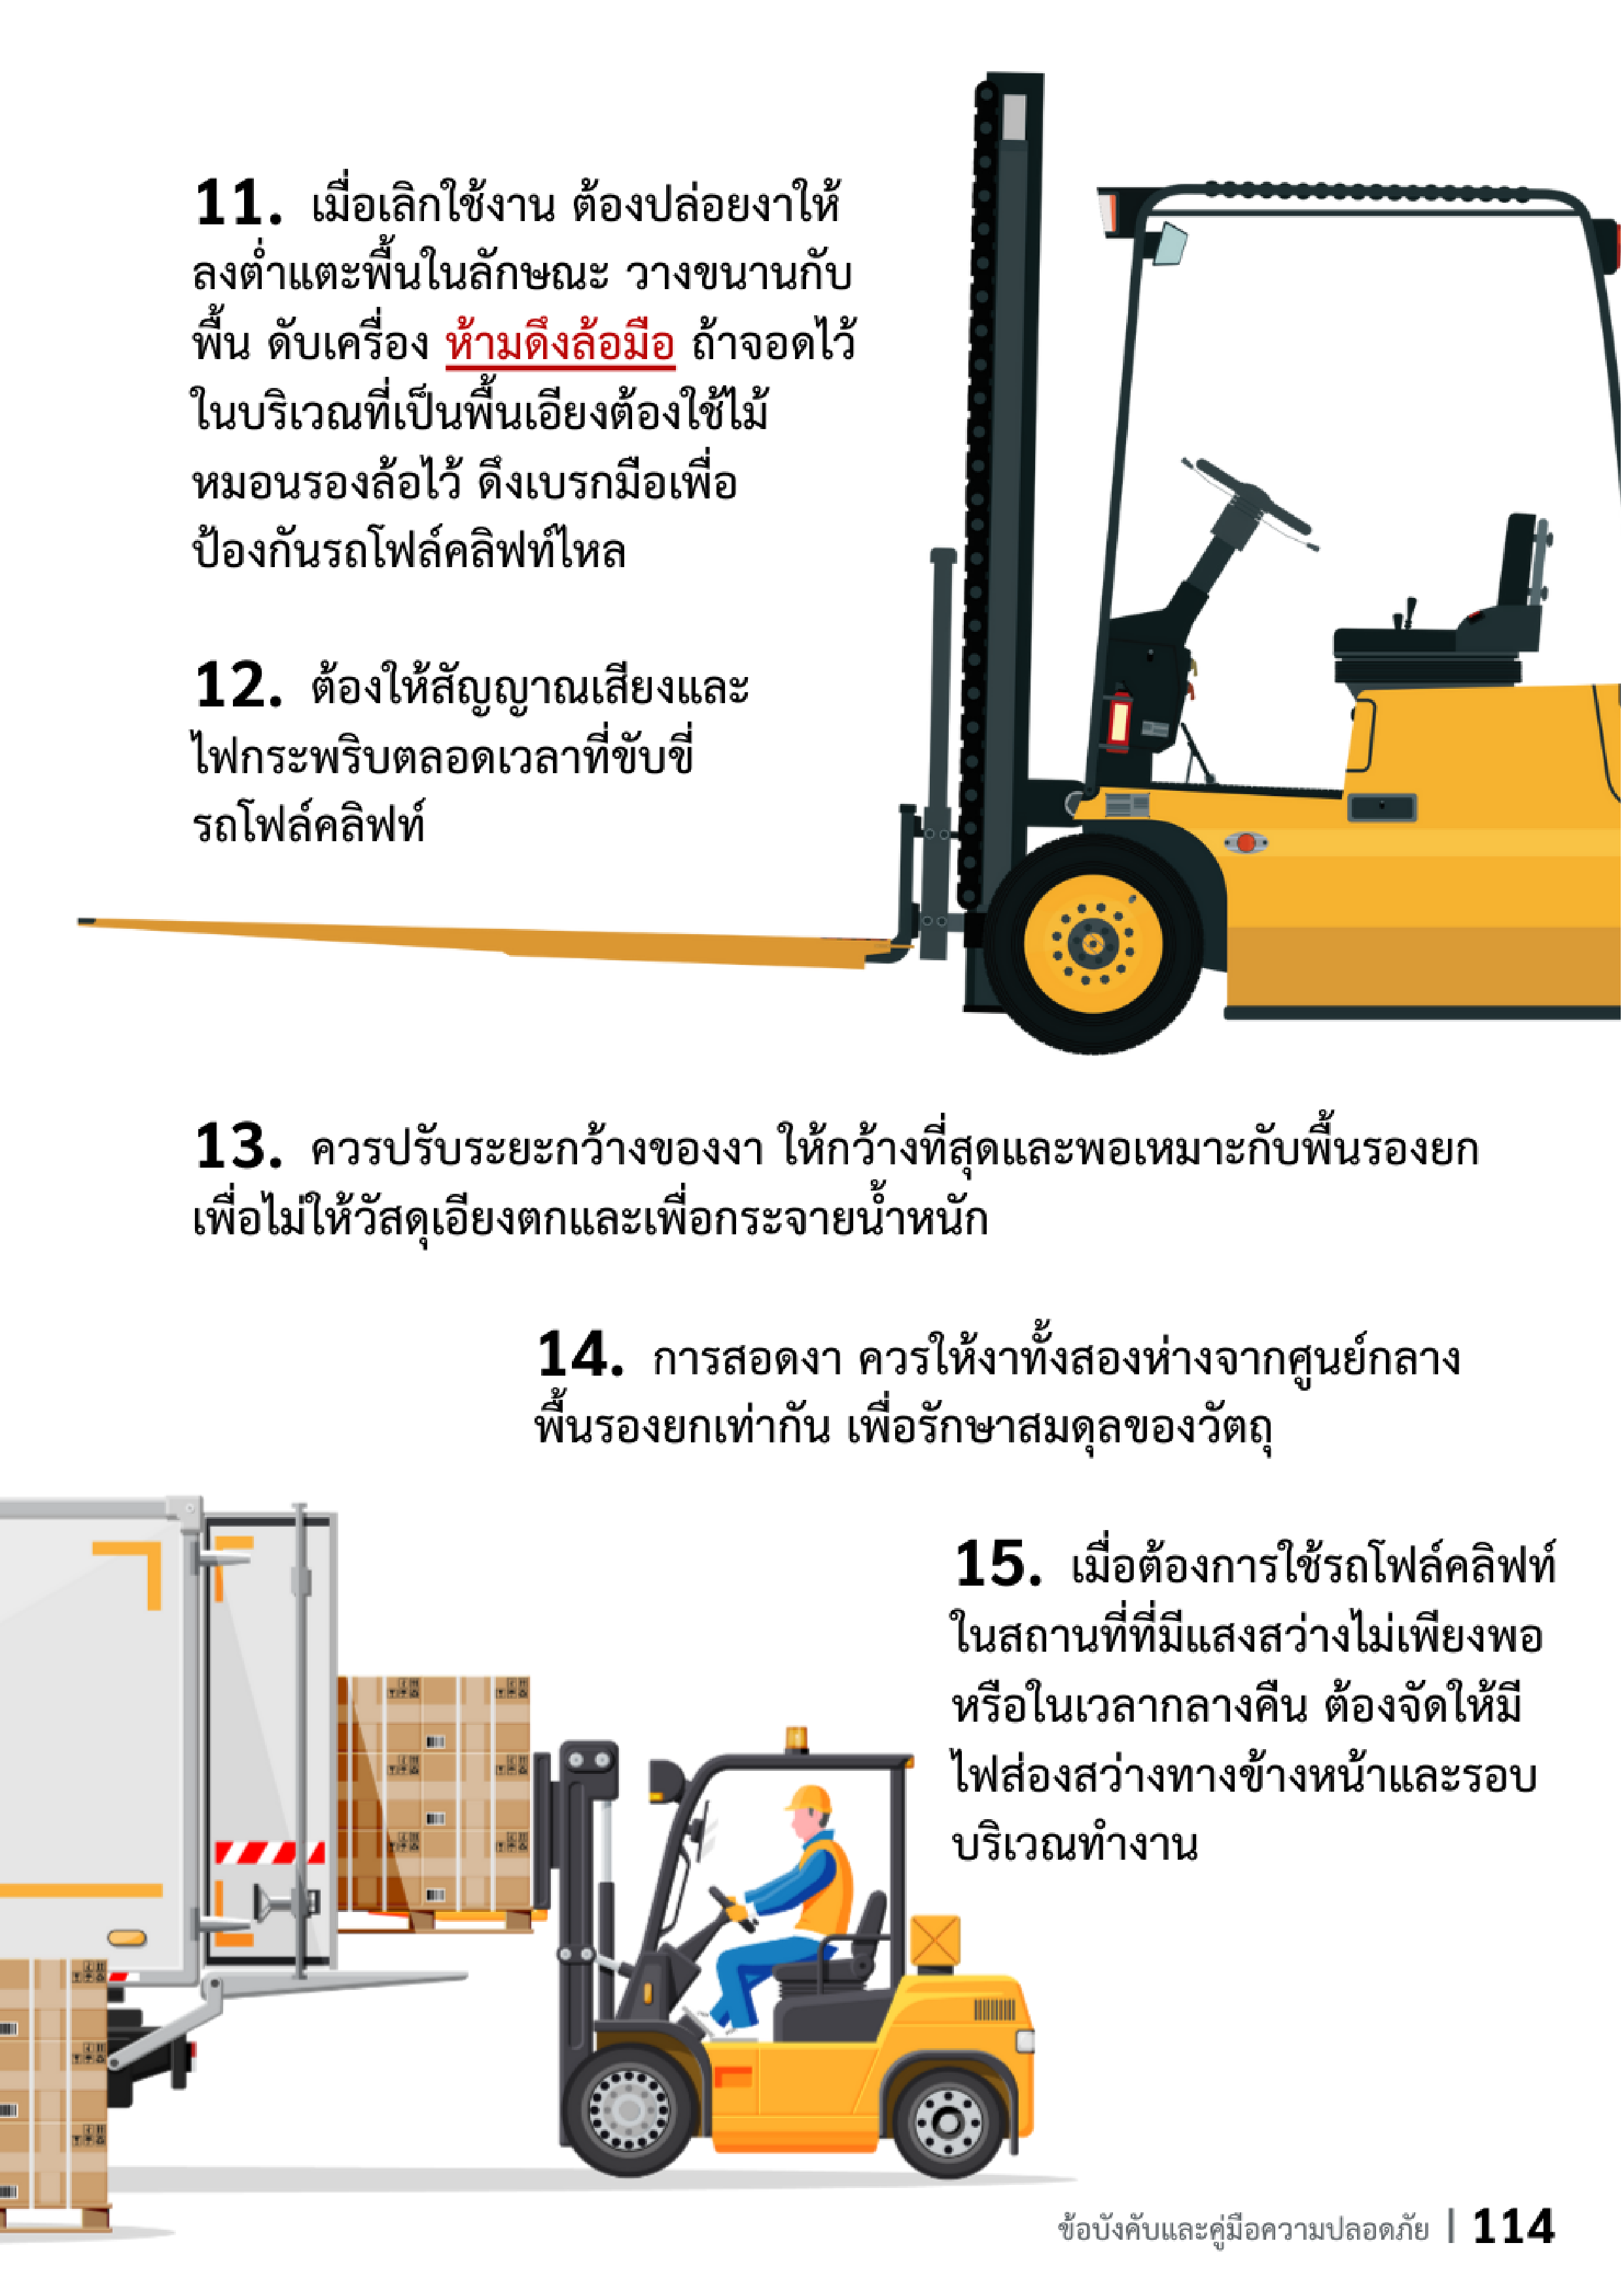 11. เมื่อเลิกใช้งาน ต้องปล่อยงาให้
ลงต่ำแตะพื้นในลักษณะ วางขนานกับ
พื้น ดับเครื่อง ห้ามดึงล้อมือ ถ้าจอดไว้
ในบริเวณที่เป็นพื้นเอียงต้องใช้ไม้
หมอนรองล้อไว้ ดึงเบรกมือเพื่อ
ป้องกันรถโฟล์คลิฟท์ไหล
12. ต้องให้สัญญาณเสียงและ
ไฟกระพริบตลอดเวลาที่ขับขี่
รถโฟล์คลิฟท์
13. ควรปรับระยะกว้างของงา ให้กว้างที่สุดและพอเหมาะกับพื้นรองยก
เพื่อไม่ให้วัสดุเอียงตกและเพื่อกระจายน้ำหนัก
14. การสอดงา ควรให้งาทั้งสองห่างจากศูนย์กลาง
พื้นรองยกเท่ากัน เพื่อรักษาสมดุลของวัตถุ
15. เมื่อต้องการใช้รถโฟล์คลิฟท์
ในสถานที่ที่มีแสงสว่างไม่เพียงพอ
หรือในเวลากลางคืน ต้องจัดให้มี
ไฟส่องสว่างทางข้างหน้าและรอบ
บริเวณทำงาน
ข้อบังคับและคู่มือความปลอดภัย | 114